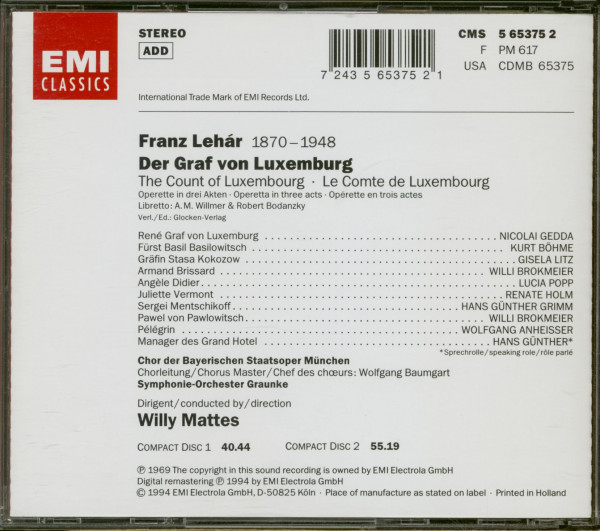 EMI
CLASSICS
STEREO
ADD
7 243 5 65375 2 1
CMS 5 65375 2
F PM 617
USA CDMB 65375
International Trade Mark of EMI Records Ltd.
Franz Lehár 1870–1948
Der Graf von Luxemburg
The Count of Luxembourg · Le Comte de Luxembourg
Operette in drei Akten · Operetta in three acts · Opérette en trois actes
Libretto: A.M. Willmer & Robert Bodanzky
Verl./Ed.: Glocken-Verlag
René Graf von Luxemburg NICOLAI GEDDA
Fürst Basil Basilowitsch KURT BÖHME
Gräfin Stasa Kokozow GISELA LITZ
Armand Brissard WILLI BROKMEIER
Angèle Didier LUCIA POPP
Juliette Vermont RENATE HOLM
Sergei Mentschikoff HANS GÜNTHER GRIMM
Pawel von Pawlowitsch WILLI BROKMEIER
Pélégrin WOLFGANG ANHEISSER
Manager des Grand Hotel HANS GÜNTHER*
*Sprechrolle/speaking role/rôle parlé
Chor der Bayerischen Staatsoper München
Chorleitung/Chorus Master/Chef des chœurs: Wolfgang Baumgart
Symphonie-Orchester Graunke
Dirigent/conducted by/direction
Willy Mattes
COMPACT DISC 1 40.44 COMPACT DISC 2 55.19
℗ 1969 The copyright in this sound recording is owned by EMI Electrola GmbH
Digital remastering ℗ 1994 by EMI Electrola GmbH
© 1994 EMI Electrola GmbH, D-50825 Köln · Place of manufacture as stated on label · Printed in Holland